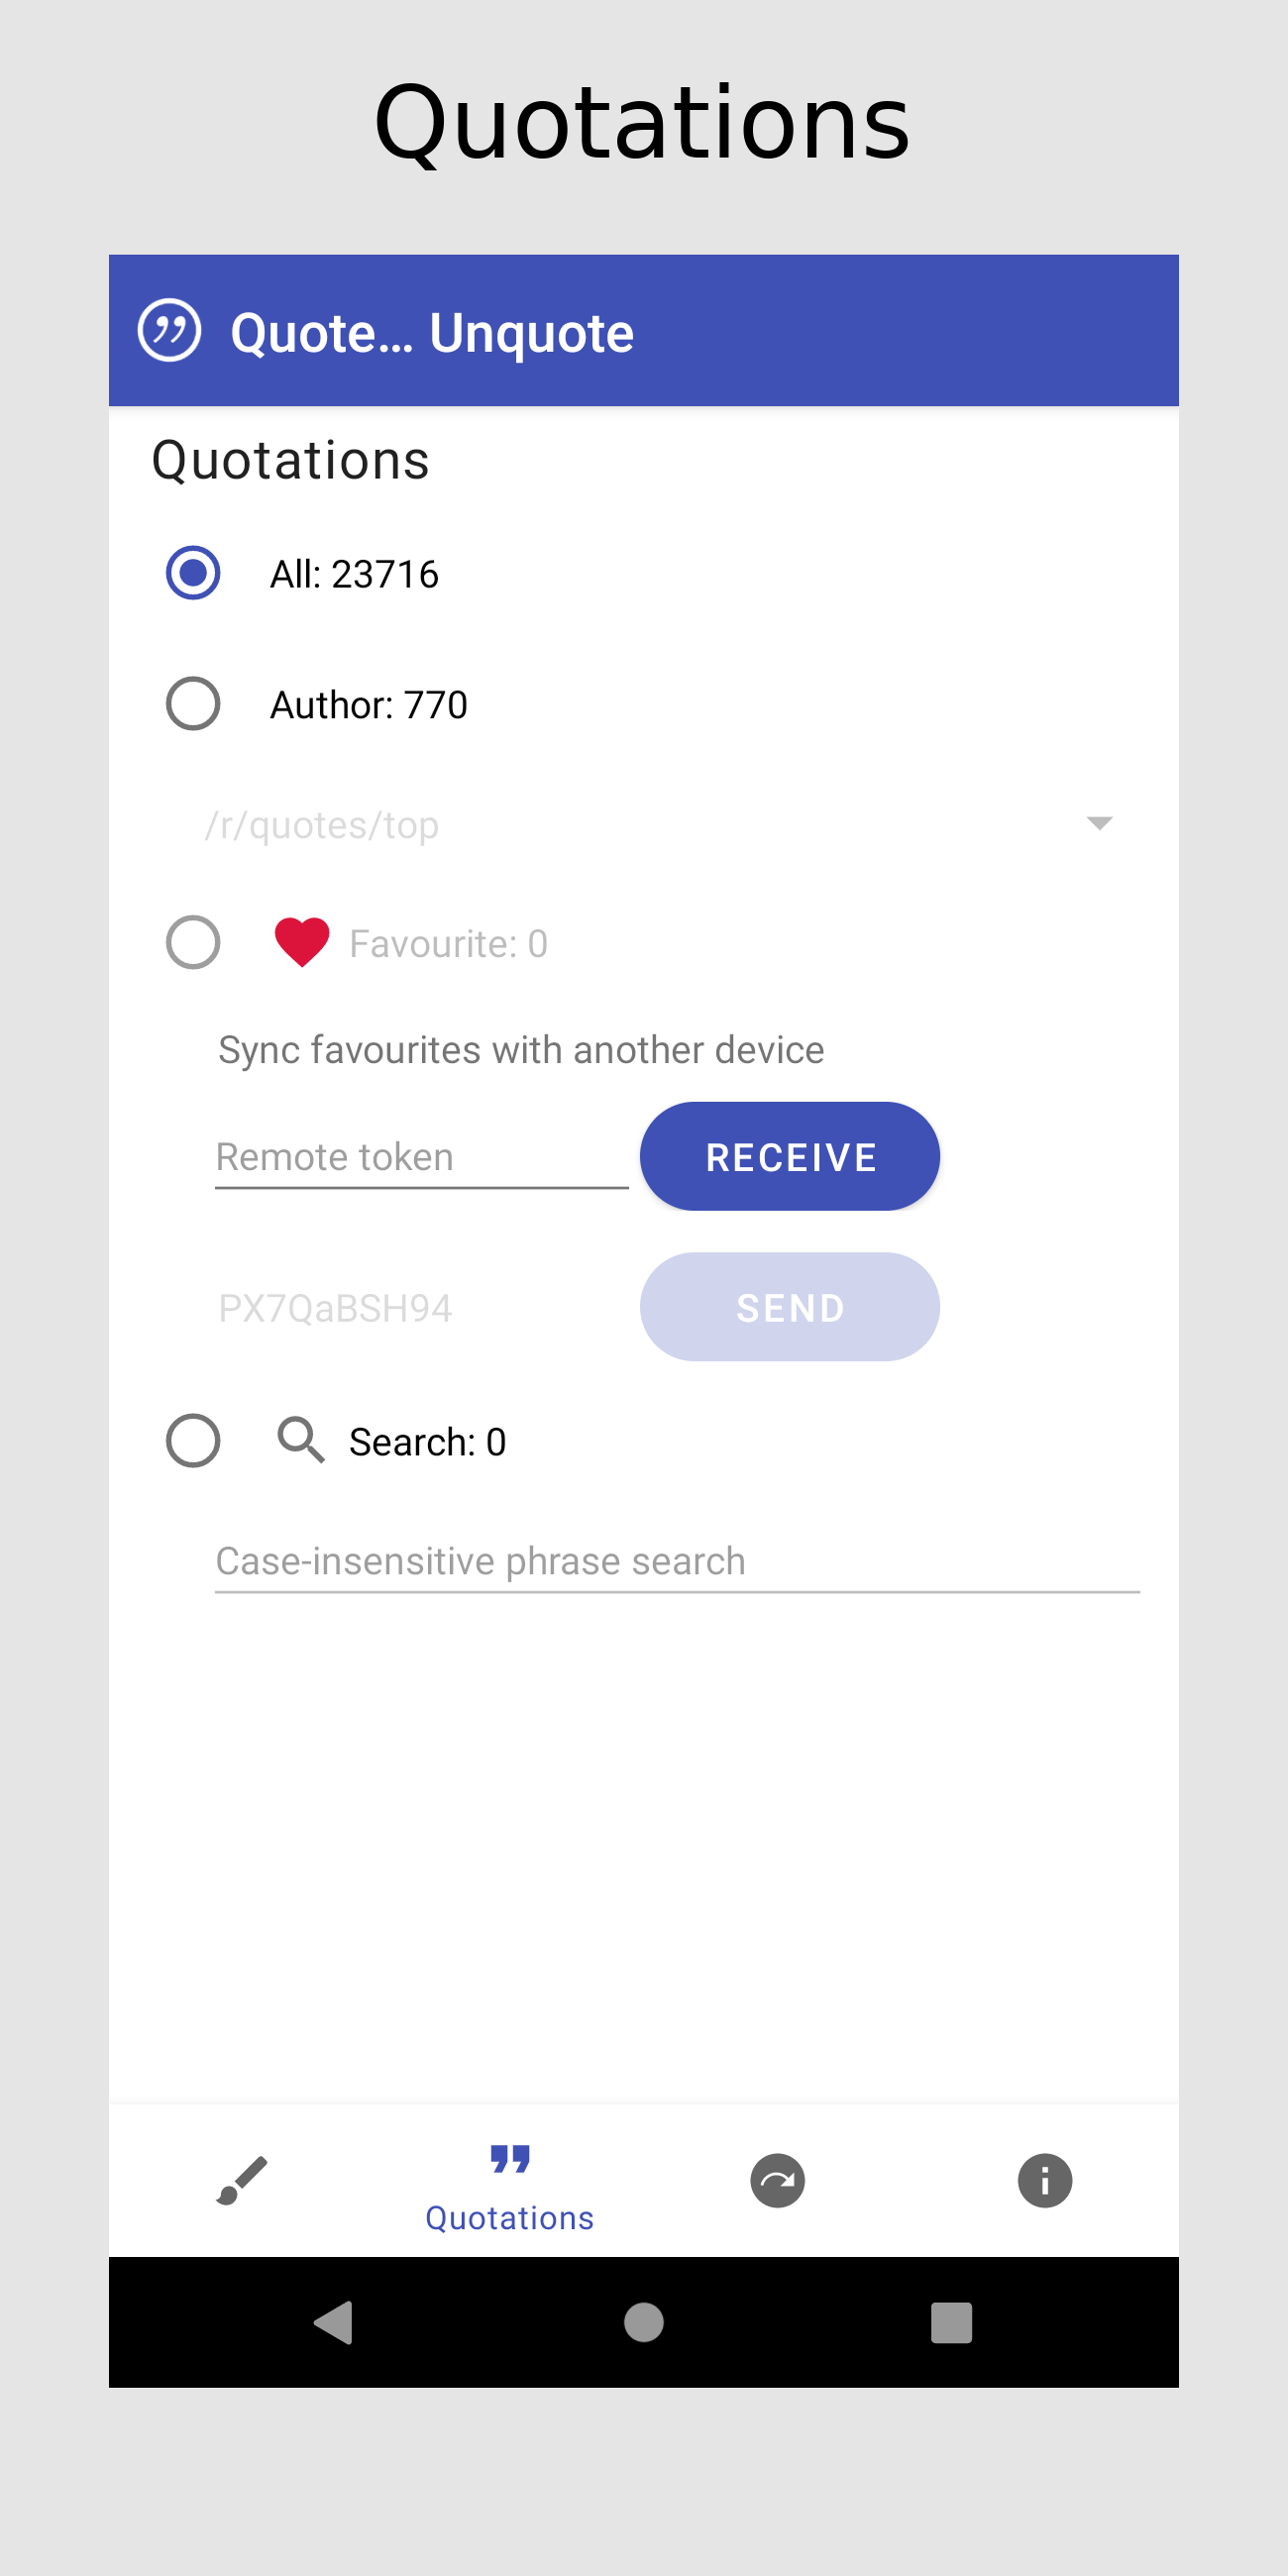 Quotations
Quote... Unquote
Quotations
All: 23716
Author: 770
/r/quotes/top
Favourite: 0
Sync favourites with another device
Remote token
RECEIVE
PX7QaBSH94
SEND
Search: 0
Case-insensitive phrase search
Quotations